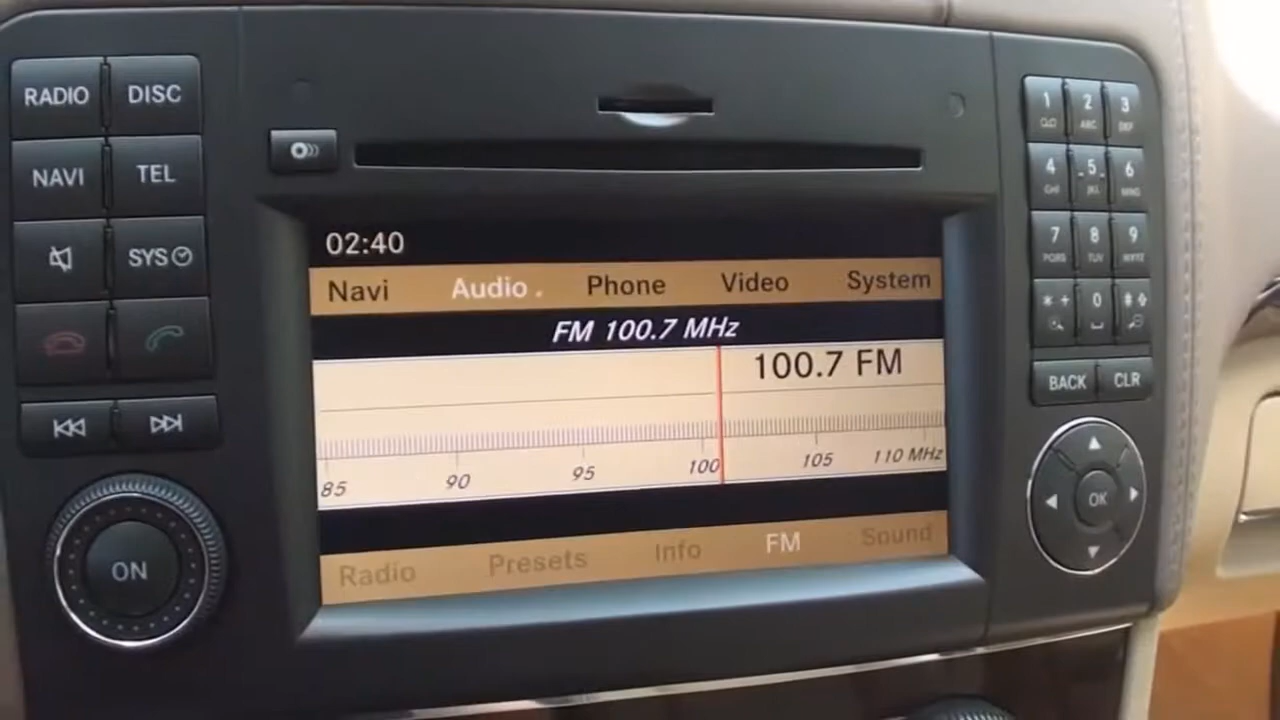 RADIO DISC
NAVI TEL
SYS
ON
02:40
Navi Audio . Phone Video System
FM 100.7 MHz
100.7 FM
85 90 95 100 105 110 MHz
Radio Presets Info FM Sound
1 2 3
ABC DEF
4 5 6
GHI JKL MNO
7 8 9
PQRS TUV WXYZ
* + 0 #
BACK CLR
OK